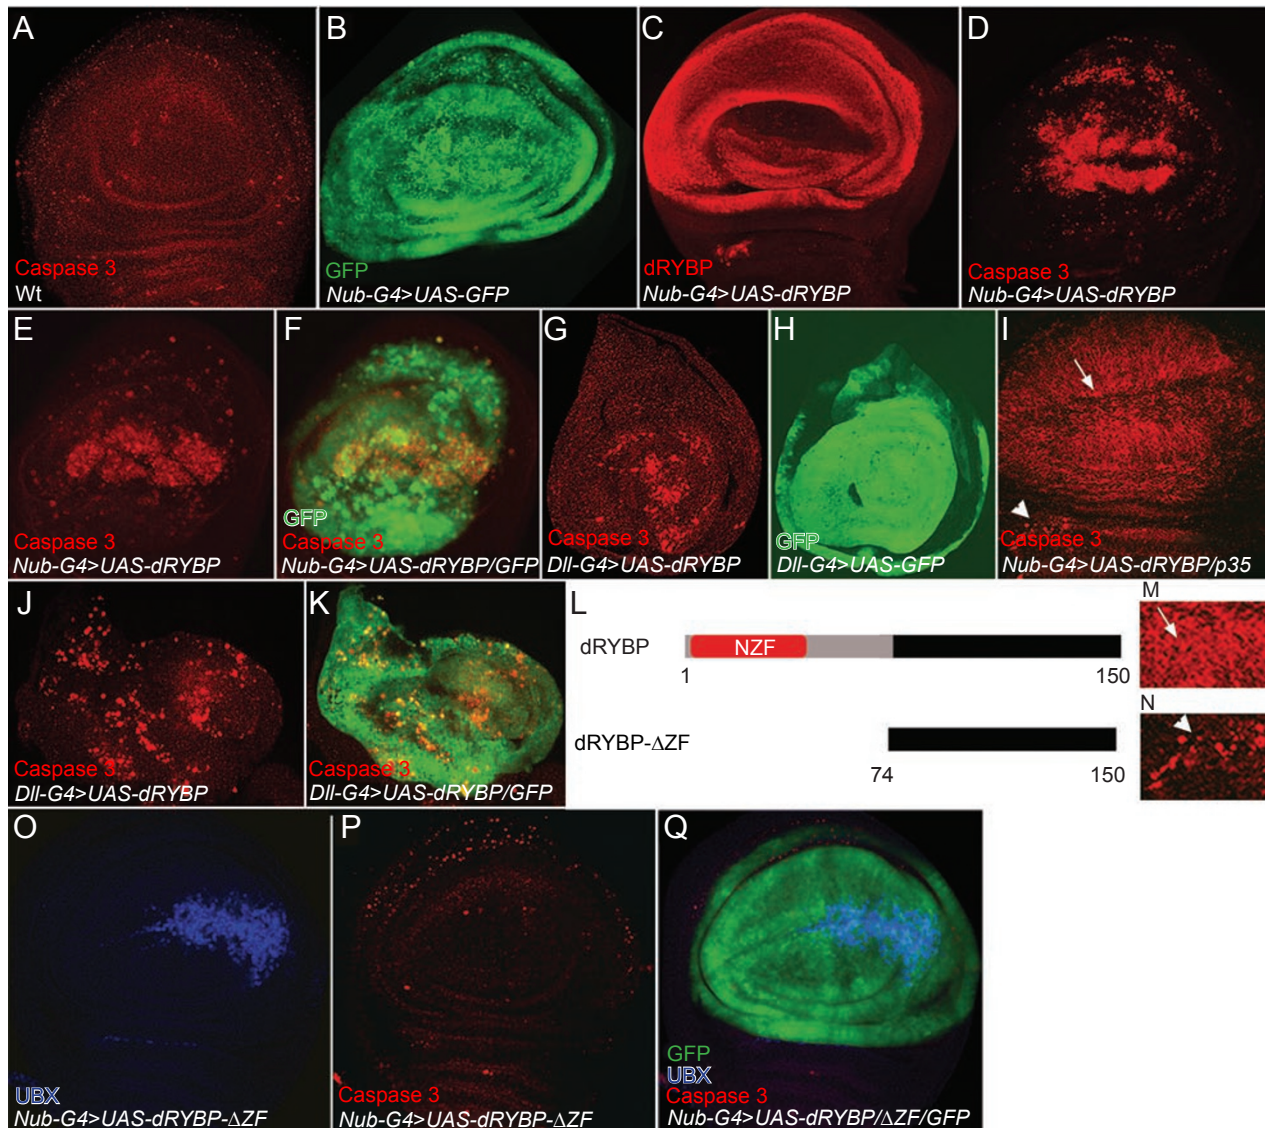 A
Caspase 3
Wt
B
GFP
Nub-G4>UAS-GFP
C
dRYBP
Nub-G4>UAS-dRYBP
D
Caspase 3
Nub-G4>UAS-dRYBP
E
Caspase 3
Nub-G4>UAS-dRYBP
F
GFP
Caspase 3
Nub-G4>UAS-dRYBP/GFP
G
Caspase 3
Dll-G4>UAS-dRYBP
H
GFP
Dll-G4>UAS-GFP
I
Caspase 3
Nub-G4>UAS-dRYBP/p35
J
Caspase 3
Dll-G4>UAS-dRYBP
K
Caspase 3
Dll-G4>UAS-dRYBP/GFP
L
dRYBP
NZF
1
150
dRYBP-ΔZF
74
150
M
N
O
UBX
Nub-G4>UAS-dRYBP-ΔZF
P
Caspase 3
Nub-G4>UAS-dRYBP-ΔZF
Q
GFP
UBX
Caspase 3
Nub-G4>UAS-dRYBP/ΔZF/GFP